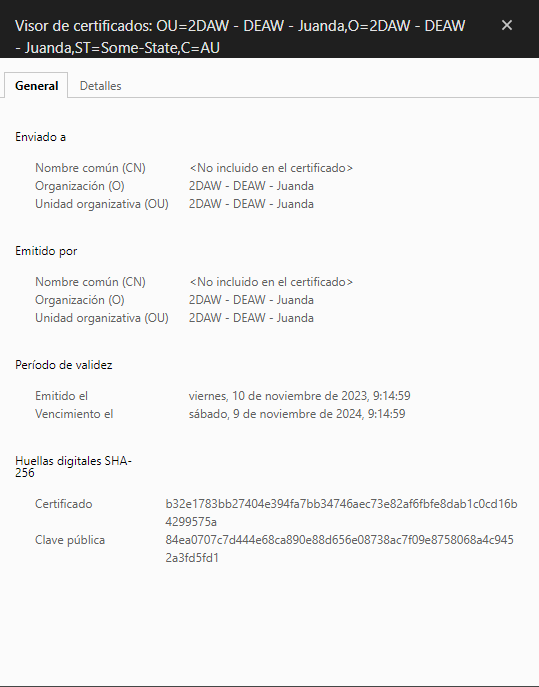 Visor de certificados: OU=2DAW - DEAW - Juanda,O=2DAW - DEAW
- Juanda,ST=Some-State,C=AU
General Detalles
Enviado a
Nombre común (CN) <No incluido en el certificado>
Organización (O) 2DAW - DEAW - Juanda
Unidad organizativa (OU) 2DAW - DEAW - Juanda
Emitido por
Nombre común (CN) <No incluido en el certificado>
Organización (O) 2DAW - DEAW - Juanda
Unidad organizativa (OU) 2DAW - DEAW - Juanda
Período de validez
Emitido el viernes, 10 de noviembre de 2023, 9:14:59
Vencimiento el sábado, 9 de noviembre de 2024, 9:14:59
Huellas digitales SHA-
256
Certificado b32e1783bb27404e394fa7bb34746aec73e82af6fbfe8dab1c0cd16b
4299575a
Clave pública 84ea0707c7d444e68ca890e88d656e08738ac7f09e8758068a4c945
2a3fd5fd1